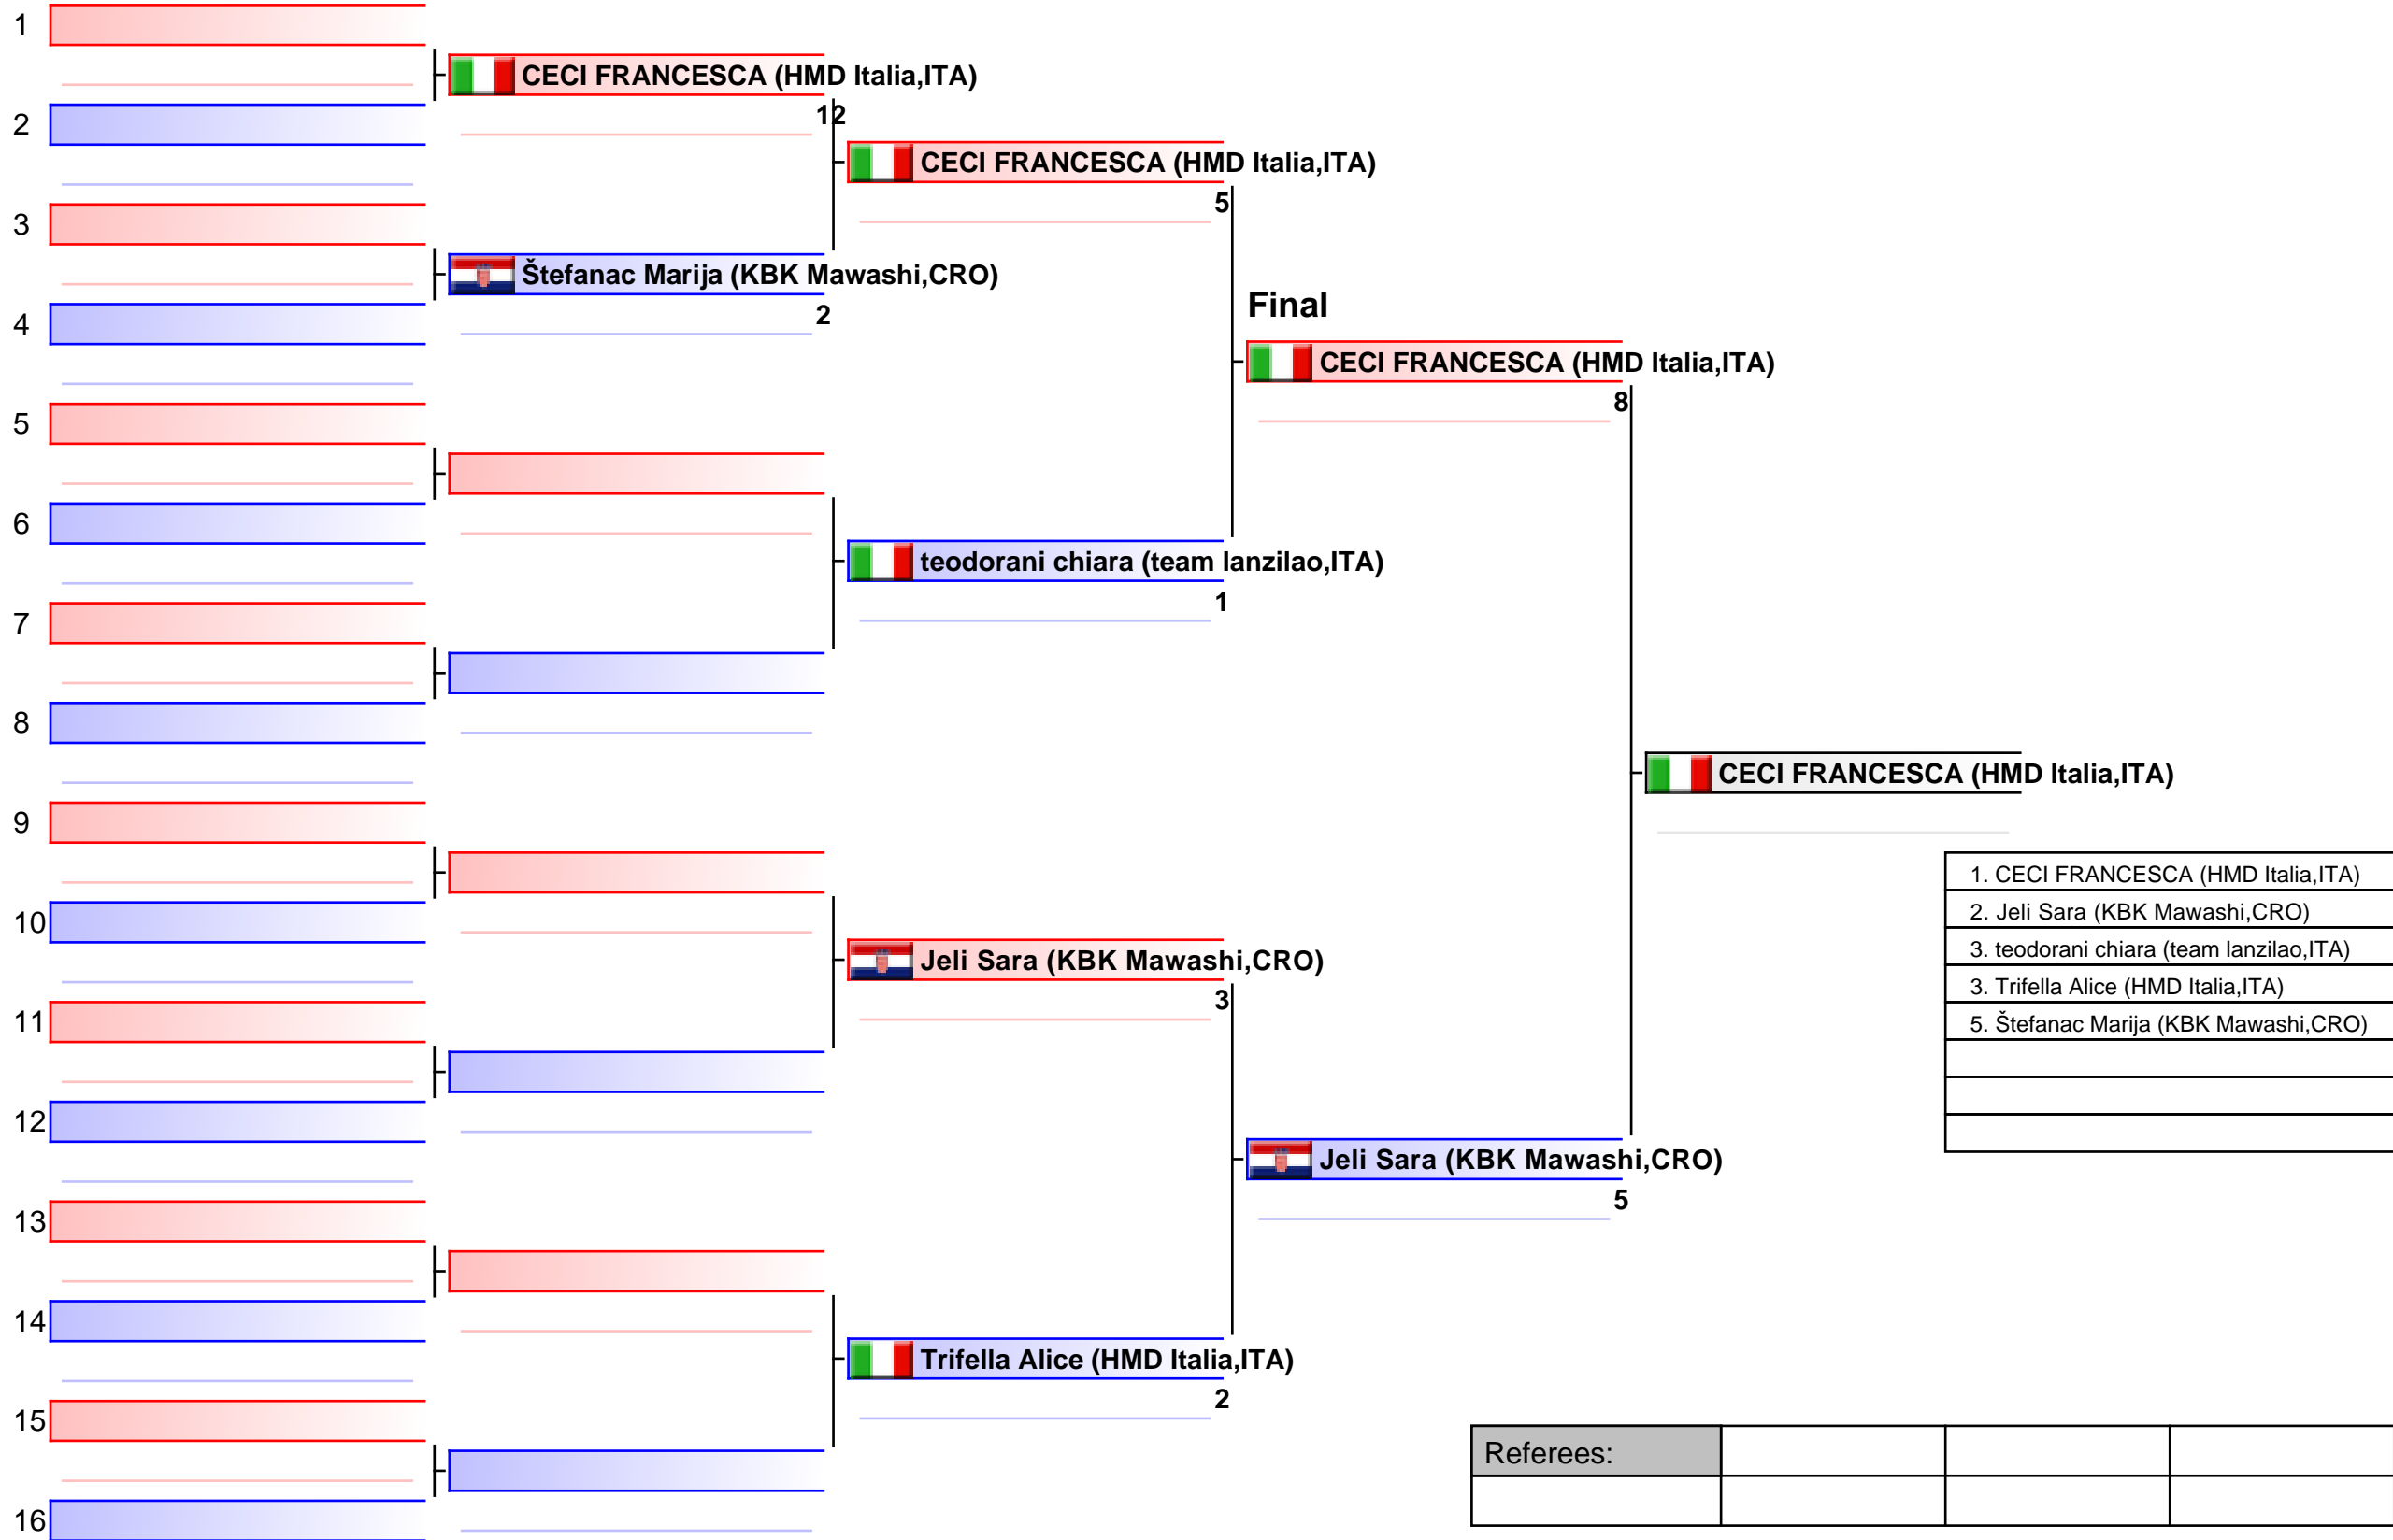 1
CECI FRANCESCA (HMD Italia,ITA)
12
2
CECI FRANCESCA (HMD Italia,ITA)
5
3
Štefanac Marija (KBK Mawashi,CRO)
2
4
Final
CECI FRANCESCA (HMD Italia,ITA)
8
5
6
teodorani chiara (team lanzilao,ITA)
1
7
8
CECI FRANCESCA (HMD Italia,ITA)
9
1. CECI FRANCESCA (HMD Italia,ITA)
2. Jeli Sara (KBK Mawashi,CRO)
3. teodorani chiara (team lanzilao,ITA)
3. Trifella Alice (HMD Italia,ITA)
5. Štefanac Marija (KBK Mawashi,CRO)
10
Jeli Sara (KBK Mawashi,CRO)
3
11
12
Jeli Sara (KBK Mawashi,CRO)
5
13
14
Trifella Alice (HMD Italia,ITA)
2
15
Referees:
16